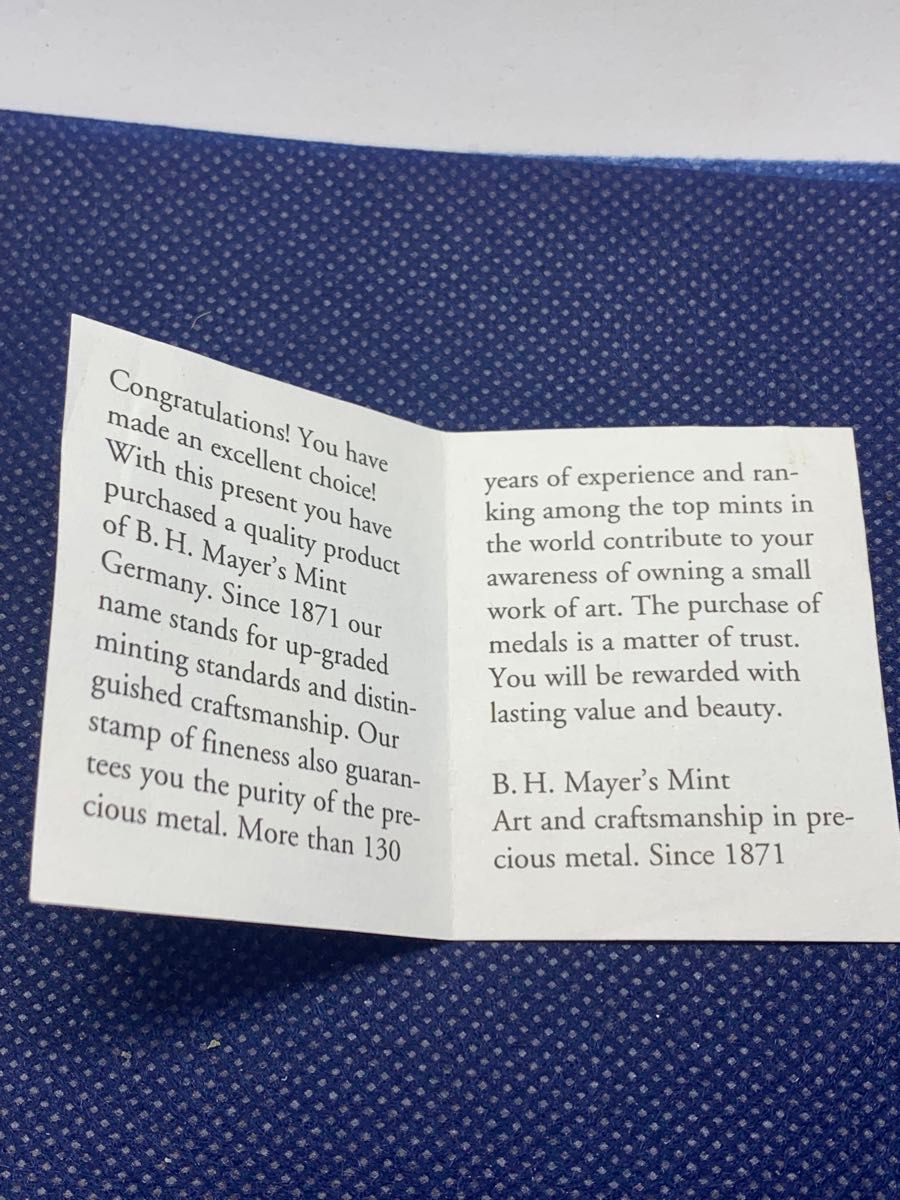 Congratulations! You have
made an excellent choice!
With this present you have
purchased a quality product
of B. H. Mayer's Mint
Germany. Since 1871 our
name stands for up-graded
minting standards and distin-
guished craftsmanship. Our
stamp of fineness also guaran-
tees you the purity of the pre-
cious metal. More than 130
years of experience and ran-
king among the top mints in
the world contribute to your
awareness of owning a small
work of art. The purchase of
medals is a matter of trust.
You will be rewarded with
lasting value and beauty.
B. H. Mayer's Mint
Art and craftsmanship in pre-
cious metal. Since 1871